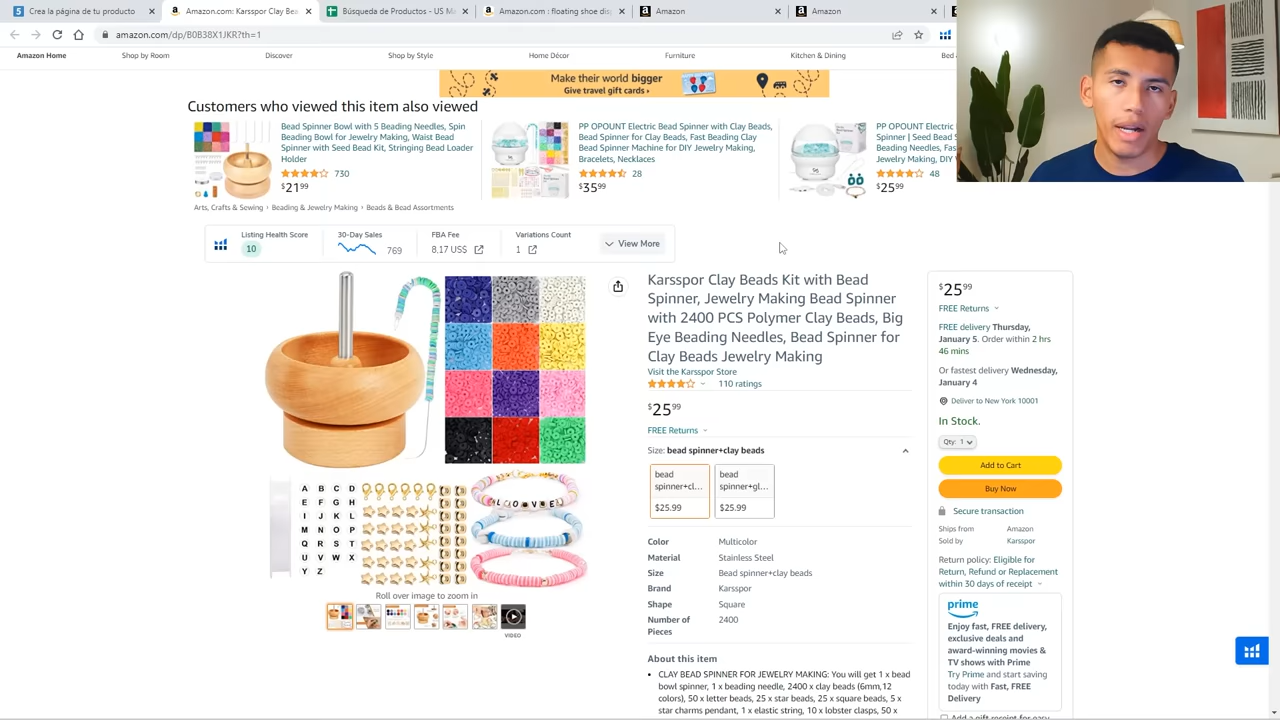 Crea la página de tu producto
Amazon.com: Karsspor Clay Bea
Búsqueda de Productos - US M
Amazon.com : floating shoe dis
Amazon
Amazon
amazon.com/dp/B0B38X1JKR?th=1
Amazon Home
Shop by Room
Discover
Shop by Style
Home Décor
Furniture
Kitchen & Dining
Make their world bigger
Give travel gift cards ›
Customers who viewed this item also viewed
Bead Spinner Bowl with 5 Beading Needles, Spin
Beading Bowl for Jewelry Making, Waist Bead
Spinner with Seed Bead Kit, Stringing Bead Loader
Holder
730
$21.99
PP OPOUNT Electric Bead Spinner with Clay Beads,
Bead Spinner for Clay Beads, Fast Beading Clay
Bead Spinner Machine for DIY Jewelry Making,
Bracelets, Necklaces
28
$35.99
PP OPOUNT Electric
Spinner | Seed Bead S
Beading Needles, Fas
Jewelry Making, DIY
48
$25.99
Arts, Crafts & Sewing › Beading & Jewelry Making › Beads & Bead Assortments
Listing Health Score
10
30-Day Sales
769
FBA Fee
8.17 US$
Variations Count
1
View More
A B C D
E F G H
I J K L
M N O P
Q R S T
U V W X
Y Z
LOVE
Roll over image to zoom in
VIDEO
Karsspor Clay Beads Kit with Bead
Spinner, Jewelry Making Bead Spinner
with 2400 PCS Polymer Clay Beads, Big
Eye Beading Needles, Bead Spinner for
Clay Beads Jewelry Making
Visit the Karsspor Store
110 ratings
$25.99
FREE Returns
Size: bead spinner+clay beads
bead
spinner+cl...
$25.99
bead
spinner+gl...
$25.99
Color Multicolor
Material Stainless Steel
Size Bead spinner+clay beads
Brand Karsspor
Shape Square
Number of 2400
Pieces
About this item
• CLAY BEAD SPINNER FOR JEWELRY MAKING: You will get 1 x bead
bowl spinner, 1 x beading needle, 2400 x clay beads (6mm,12
colors), 50 x letter beads, 25 x star beads, 25 x square beads, 5 x
star charms pendant, 1 x elastic string, 10 x lobster clasps, 50 x
$25.99
FREE Returns
FREE delivery Thursday,
January 5. Order within 2 hrs
46 mins
Or fastest delivery Wednesday,
January 4
Deliver to New York 10001
In Stock.
Qty: 1
Add to Cart
Buy Now
Secure transaction
Ships from Amazon
Sold by Karsspor
Return policy: Eligible for
Return, Refund or Replacement
within 30 days of receipt
prime
Enjoy fast, FREE delivery,
exclusive deals and
award-winning movies &
TV shows with Prime
Try Prime and start saving
today with Fast, FREE
Delivery
Add a gift receipt for easy